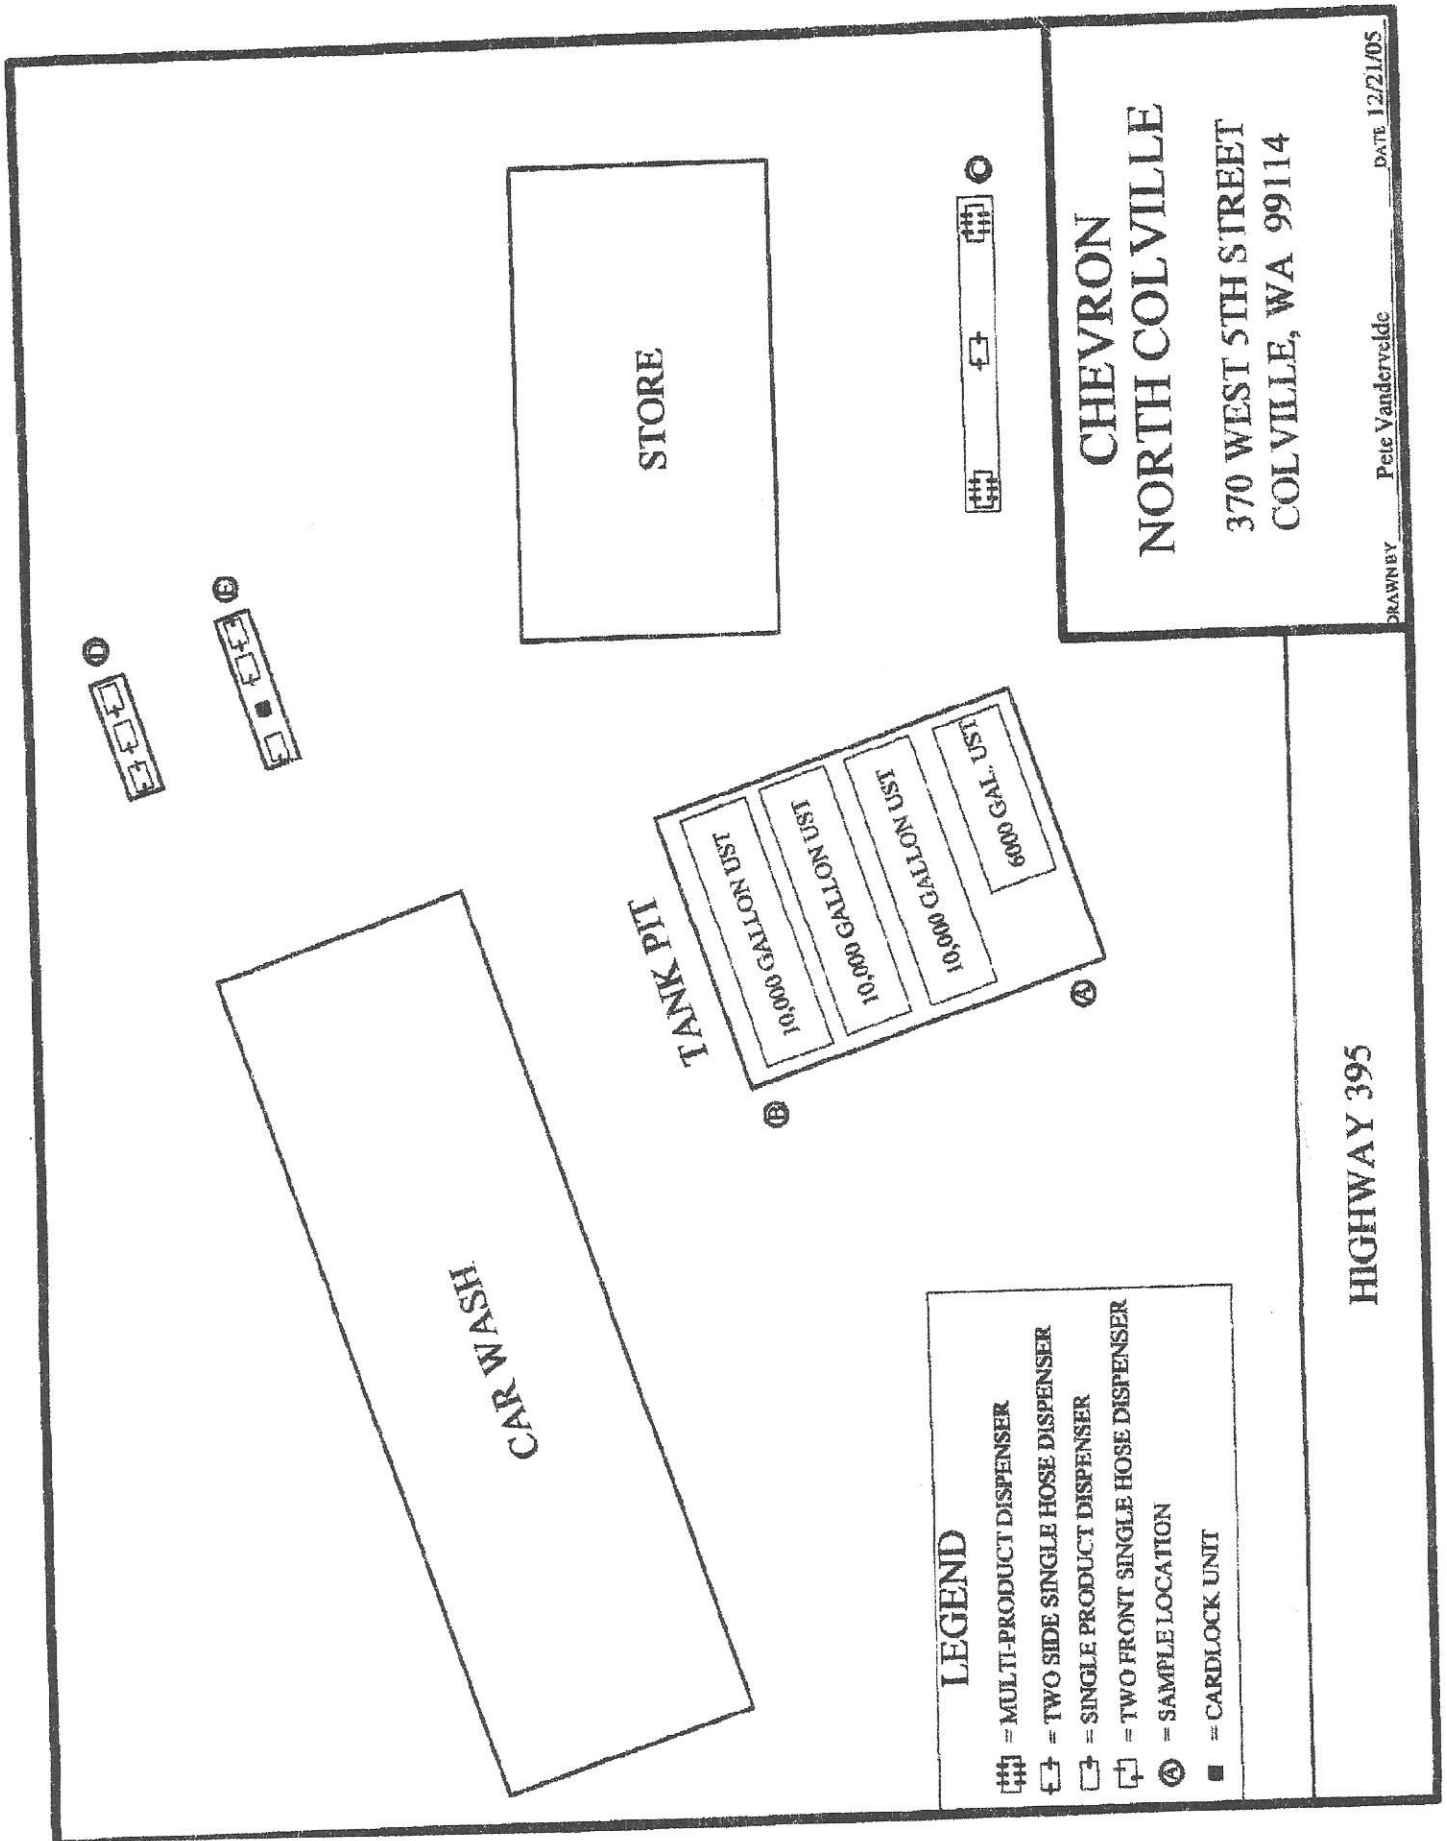 D
E
CAR WASH
STORE
TANK PIT
10,000 GALLON UST
10,000 GALLON UST
10,000 GALLON UST
6000 GAL. UST
B
A
C
LEGEND
= MULTI-PRODUCT DISPENSER
= TWO SIDE SINGLE HOSE DISPENSER
= SINGLE PRODUCT DISPENSER
= TWO FRONT SINGLE HOSE DISPENSER
A = SAMPLE LOCATION
= CARDLOCK UNIT
HIGHWAY 395
CHEVRON
NORTH COLVILLE
370 WEST 5TH STREET
COLVILLE, WA 99114
DRAWN BY Pete Vandervelde DATE 12/21/05